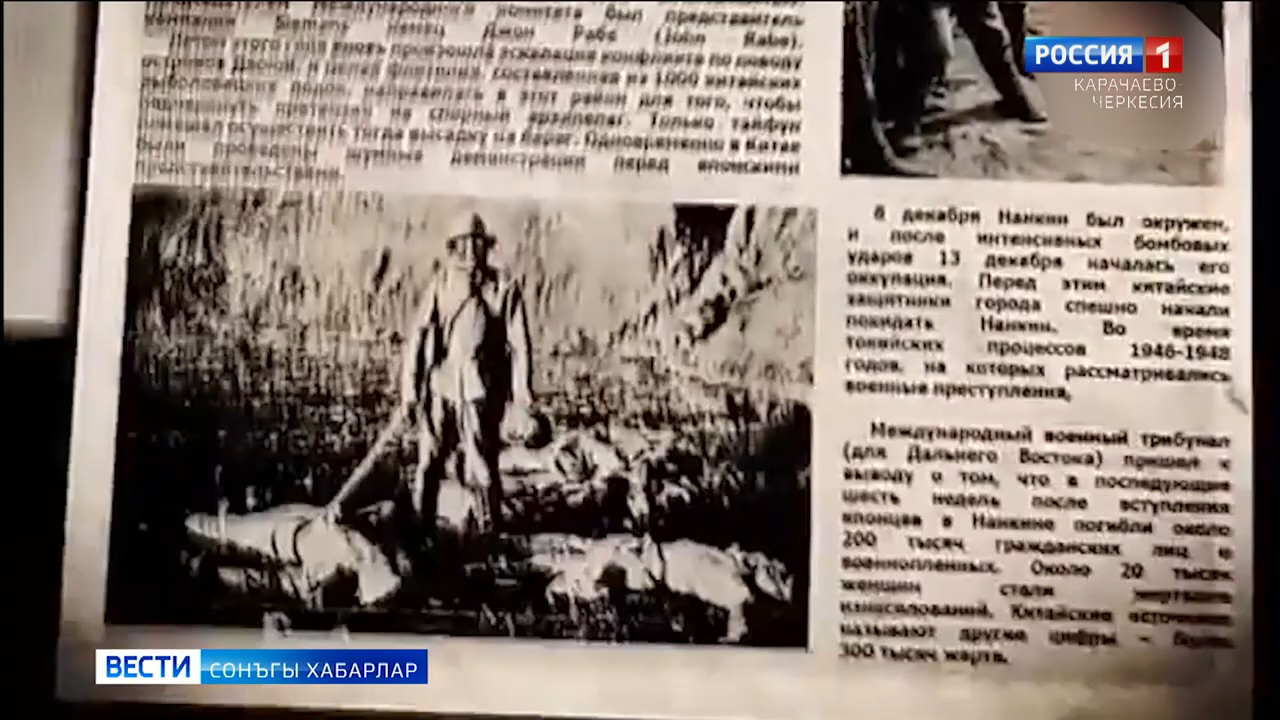 компании Siemens немец Джон Рабе (John Rabe).
Летом этого года вновь произошла эскалация конфликта по поводу
островов Дяоюй, и целая флотилия, составленная из 1000 китайских
рыболовецких лодок, направилась в этот район для того, чтобы
подчеркнуть претензии на спорный архипелаг. Только тайфун
помешал осуществить тогда высадку на берег. Одновременно в Китае
были проведены шумные демонстрации перед японскими
представительствами.
РОССИЯ 1
КАРАЧАЕВО-
ЧЕРКЕСИЯ
8 декабря Нанкин был окружен,
и после интенсивных бомбовых
ударов 13 декабря началась его
оккупация. Перед этим китайские
защитники города спешно начали
покидать Нанкин. Во время
токийских процессов 1946-1948
годов, на которых рассматривались
военные преступления,
Международный военный трибунал
(для Дальнего Востока) пришел к
выводу о том, что в последующие
шесть недель после вступления
японцев в Нанкине погибли около
200 тысяч гражданских лиц и
военнопленных. Около 20 тысяч
женщин стали жертвами
изнасилований. Китайские источники
называют другие цифры – более
300 тысяч жертв.
ВЕСТИ СОНЪГЫ ХАБАРЛАР